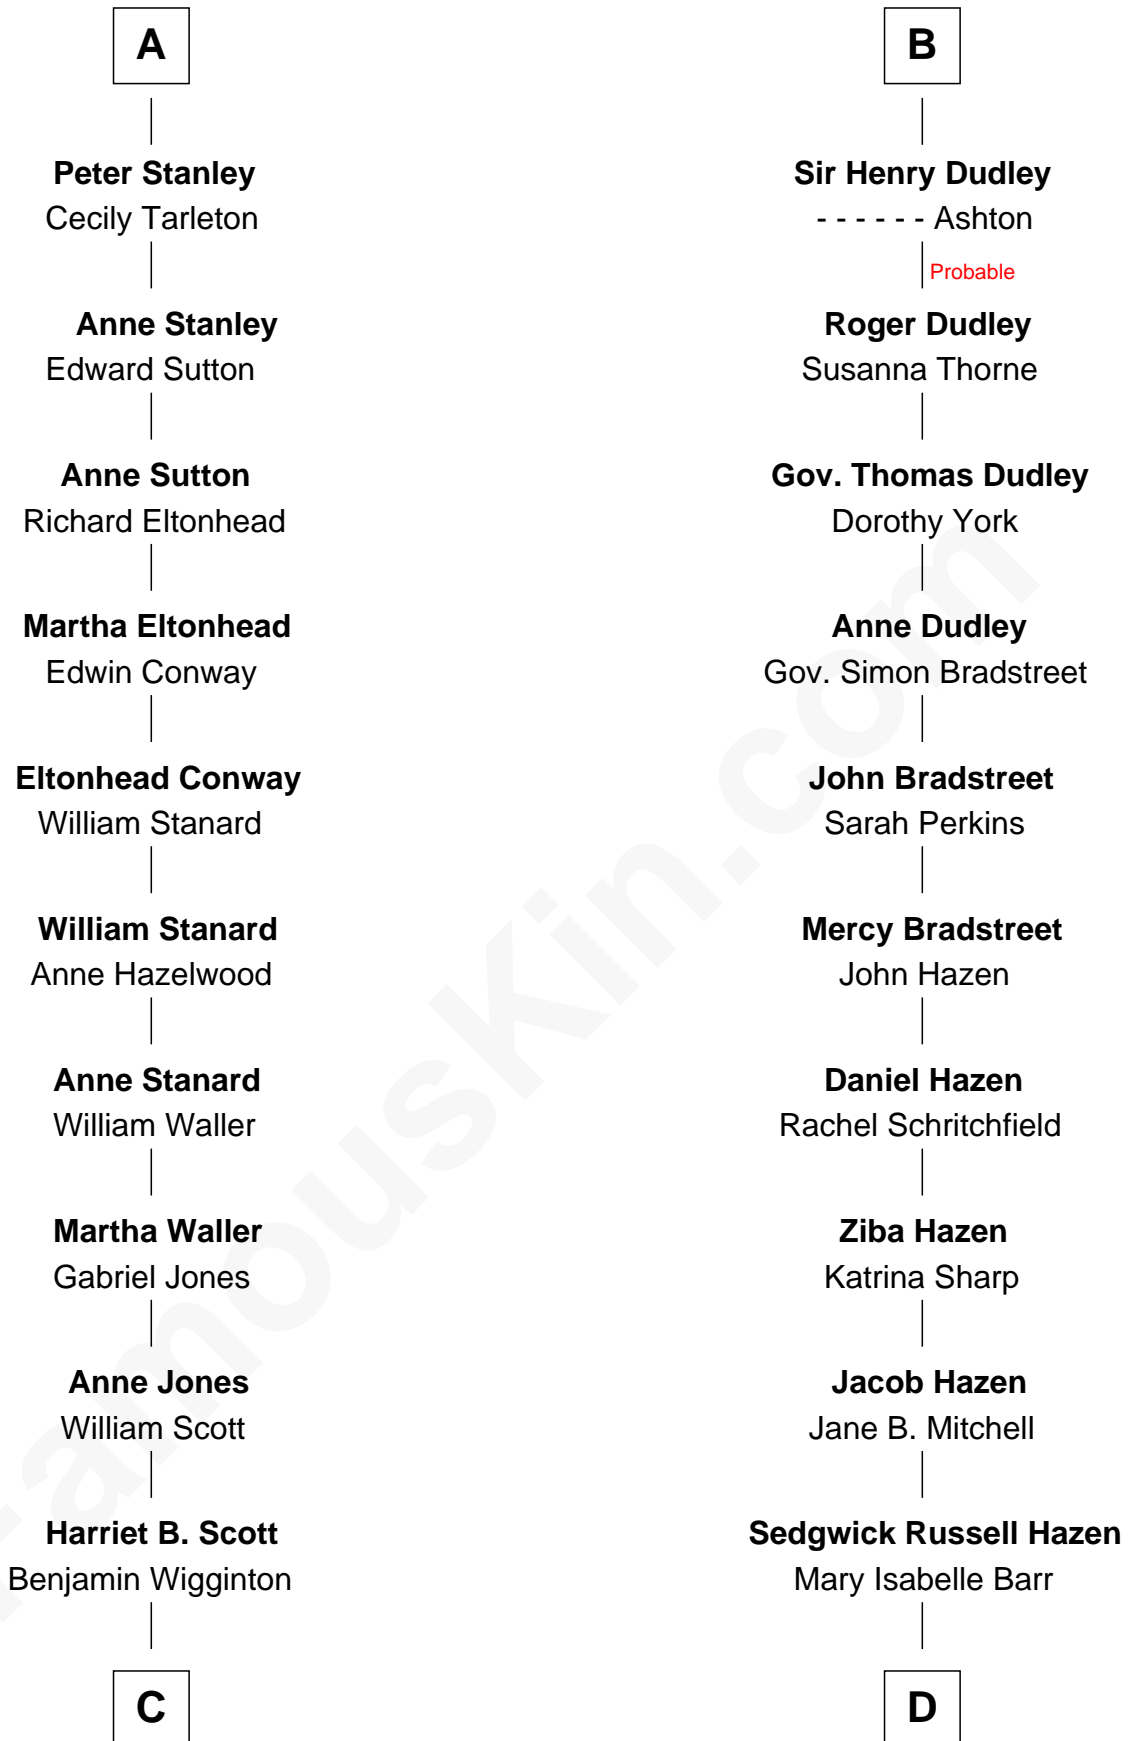 A
Peter Stanley
Cecily Tarleton
Anne Stanley
Edward Sutton
Anne Sutton
Richard Eltonhead
Martha Eltonhead
Edwin Conway
Eltonhead Conway
William Stanard
William Stanard
Anne Hazelwood
Anne Stanard
William Waller
Martha Waller
Gabriel Jones
Anne Jones
William Scott
Harriet B. Scott
Benjamin Wigginton
C
B
Sir Henry Dudley
- - - - - - Ashton
Probable
Roger Dudley
Susanna Thorne
Gov. Thomas Dudley
Dorothy York
Anne Dudley
Gov. Simon Bradstreet
John Bradstreet
Sarah Perkins
Mercy Bradstreet
John Hazen
Daniel Hazen
Rachel Schritchfield
Ziba Hazen
Katrina Sharp
Jacob Hazen
Jane B. Mitchell
Sedgwick Russell Hazen
Mary Isabelle Barr
D
FamousKin.com